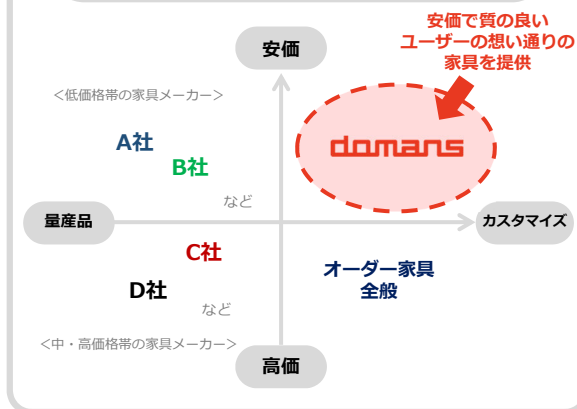 安価で質の良い
ユーザーの想い通りの
家具を提供
安価
＜低価格帯の家具メーカー＞
A社
B社
など
domans
量産品
カスタマイズ
C社
D社
など
オーダー家具
全般
＜中・高価格帯の家具メーカー＞
高価